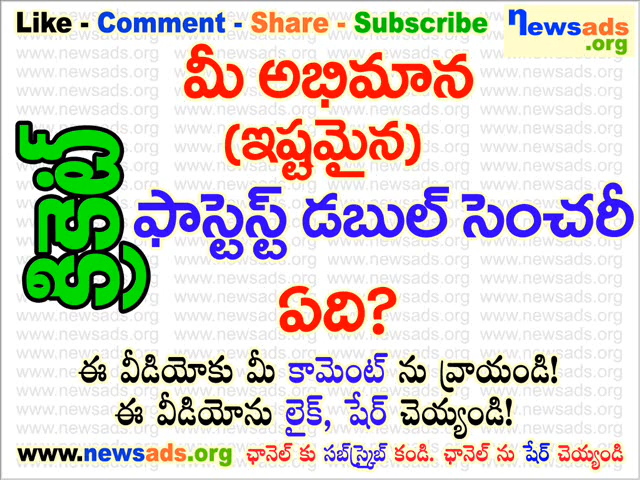 Like - Comment - Share - Subscribe
newsads
.org
మీ అభిమాన
(ఇష్టమైన)
క్రికెట్
ఫాస్టెస్ట్ డబుల్ సెంచరీ
ఏది?
ఈ వీడియోకు మీ కామెంట్ ను వ్రాయండి!
ఈ వీడియోను లైక్, షేర్ చెయ్యండి!
www.newsads.org ఛానెల్ కు సబ్‌స్క్రైబ్ కండి. ఛానెల్ ను షేర్ చెయ్యండి